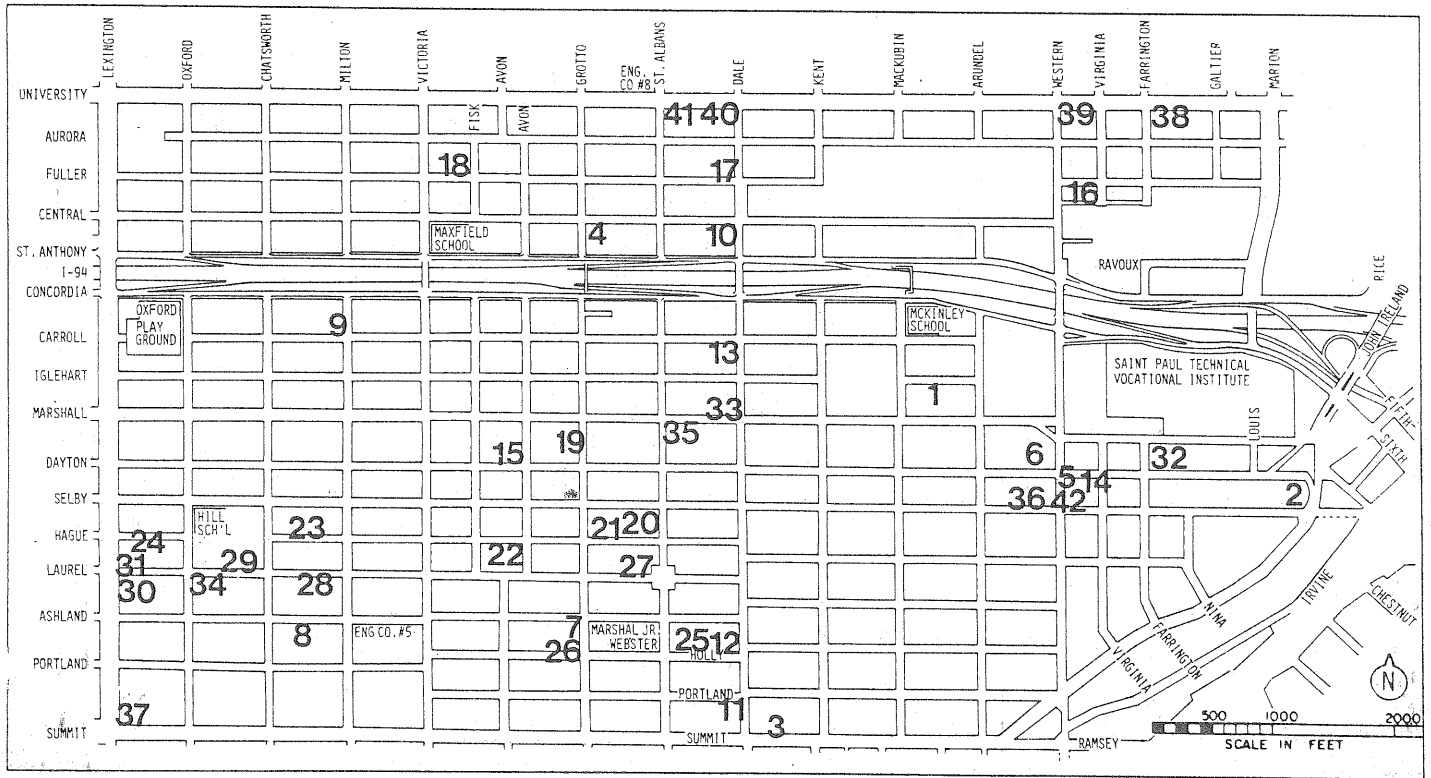 LEXINGTON
OXFORD
CHATSWORTH
MILTON
VICTORIA
AVON
GROTTO
ENG.
CO #8
ST. ALBANS
DALE
KENT
MACKUBIN
ARUNDEL
WESTERN
VIRGINIA
FARRINGTON
GALTIER
MARION
UNIVERSITY
FISK
AVON
41 40
39
38
AURORA
18
17
FULLER
16
CENTRAL
MAXFIELD
SCHOOL
4
10
ST. ANTHONY
I-94
RAVOUX
RICE
CONCORDIA
OXFORD
PLAY
GROUND
9
MCKINLEY
SCHOOL
JOHN IRELAND
CARROLL
13
SAINT PAUL TECHNICAL
VOCATIONAL INSTITUTE
IGLEHART
1
MARSHALL
33
FIFTH
SIXTH
LOUIS
15
19
35
6
32
DAYTON
5
14
SELBY
36
42
2
HILL
SCH'L
23
21
20
HAGUE
24
29
22
27
LAUREL
31
30
34
28
NINA
IRVINE
CHESTNUT
ASHLAND
8
ENG CO. #5
7
26
MARSHAL JR.
WEBSTER
25
12
HOLLY
FARRINGTON
VIRGINIA
PORTLAND
PORTLAND
N
37
11
3
SUMMIT
SUMMIT
RAMSEY
500 1000 2000
SCALE IN FEET